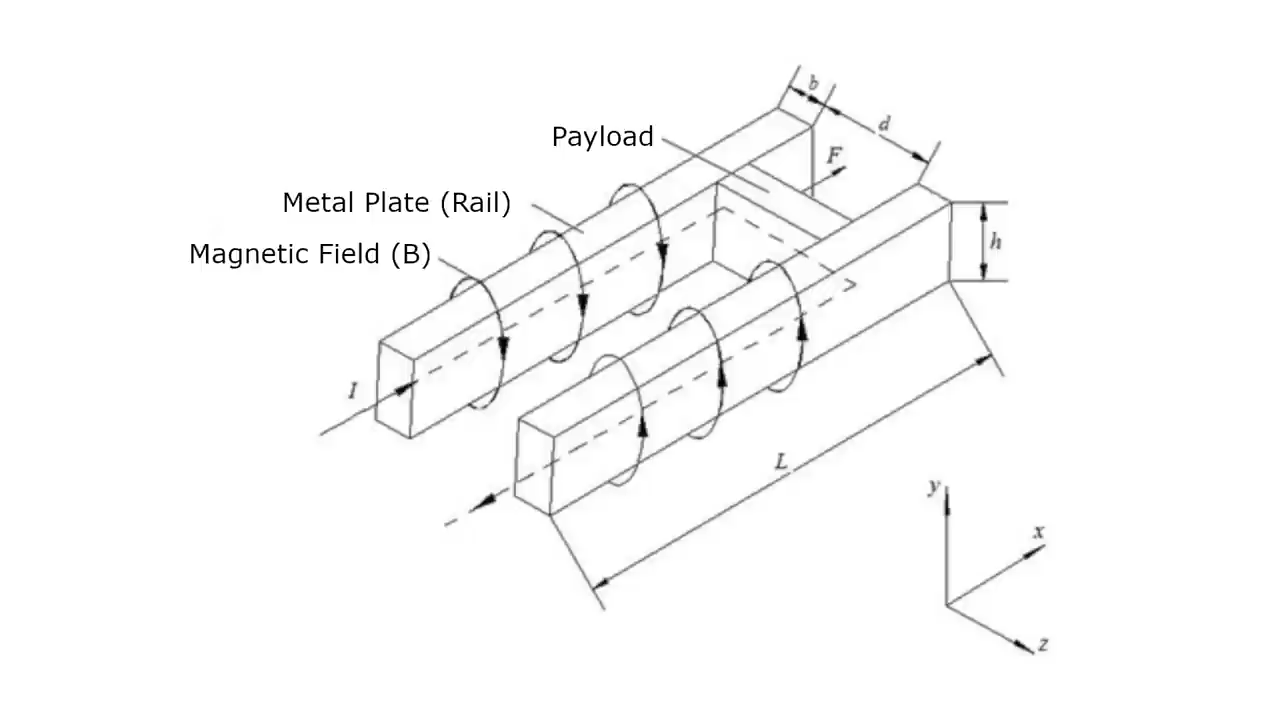 b
d
Payload
F
Metal Plate (Rail)
Magnetic Field (B)
h
I
L
y
x
z